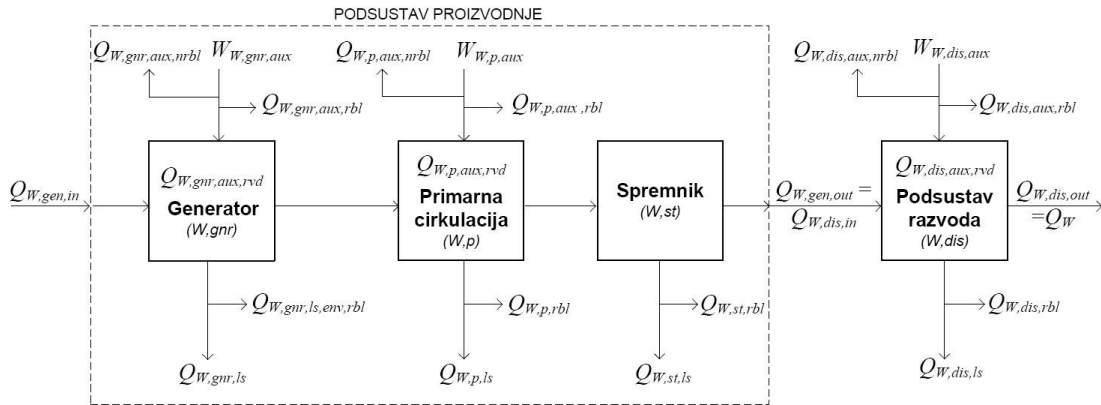 PODSUSTAV PROIZVODNJE
Q_{W,gnr,aux,nrbl} W_{W,gnr,aux} Q_{W,p,aux,nrbl} W_{W,p,aux} Q_{W,dis,aux,nrbl} W_{W,dis,aux}
Q_{W,gnr,aux,rbl} Q_{W,p,aux ,rbl} Q_{W,dis,aux,rbl}
Q_{W,gen,in}
Q_{W,gnr,aux,rvd}
Generator
(W,gnr)
Q_{W,p,aux,rvd}
Primarna
cirkulacija
(W,p)
Spremnik
(W,st)
Q_{W,gen,out} =
Q_{W,dis,in}
Q_{W,dis,aux,rvd}
Podsustav
razvoda
(W,dis)
Q_{W,dis,out}
=Q_W
Q_{W,gnr,ls,env,rbl} Q_{W,p,rbl} Q_{W,st,rbl} Q_{W,dis,rbl}
Q_{W,gnr,ls} Q_{W,p,ls} Q_{W,st,ls} Q_{W,dis,ls}